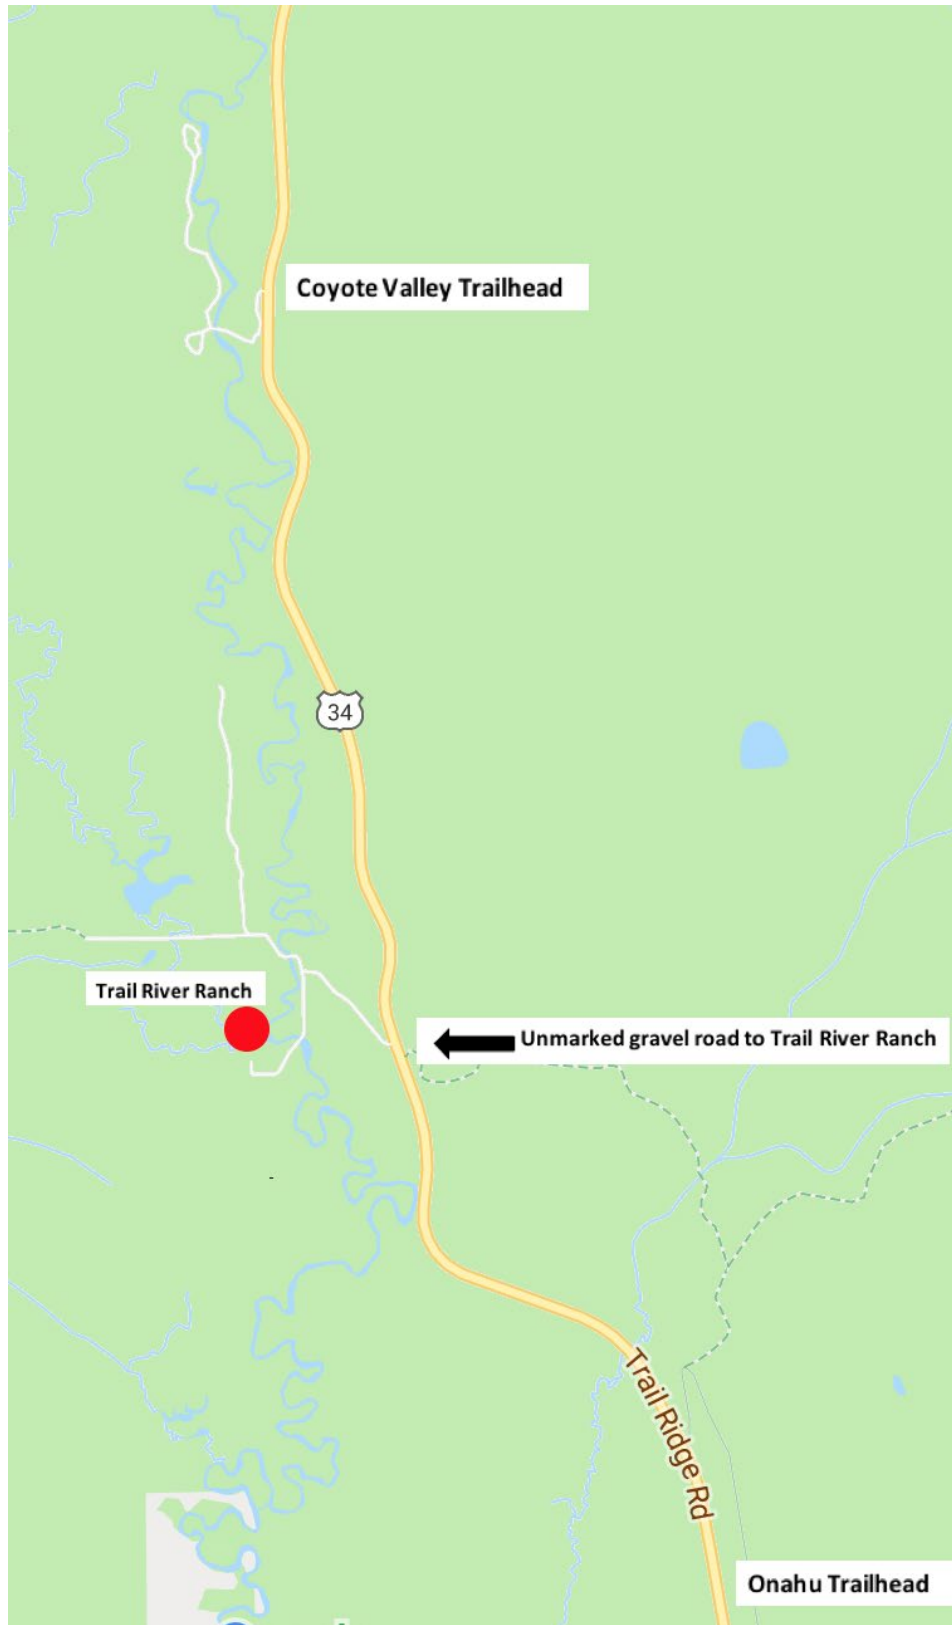 Coyote Valley Trailhead
34
Trail River Ranch
Unmarked gravel road to Trail River Ranch
Trail Ridge Rd
Onahu Trailhead